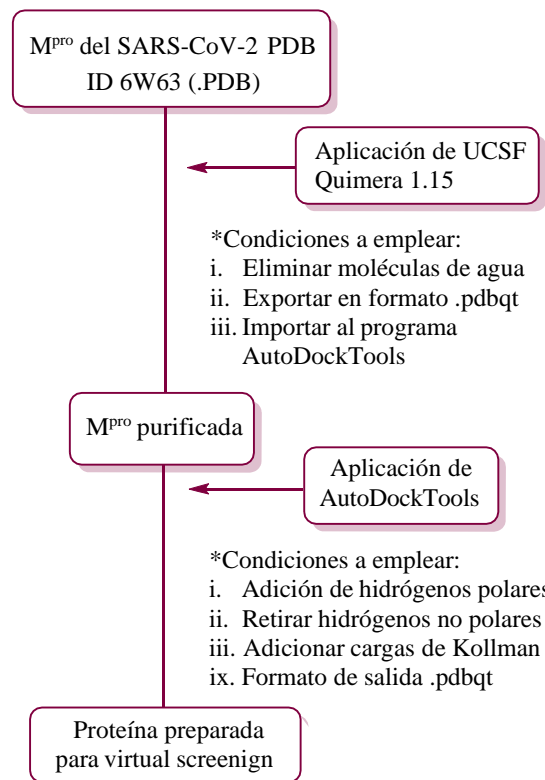 Mpro del SARS-CoV-2 PDB
ID 6W63 (.PDB)
Aplicación de UCSF
Quimera 1.15
*Condiciones a emplear:
i. Eliminar moléculas de agua
ii. Exportar en formato .pdbqt
iii. Importar al programa
AutoDockTools
Mpro purificada
Aplicación de
AutoDockTools
*Condiciones a emplear:
i. Adición de hidrógenos polares
ii. Retirar hidrógenos no polares
iii. Adicionar cargas de Kollman
ix. Formato de salida .pdbqt
Proteína preparada
para virtual screenign